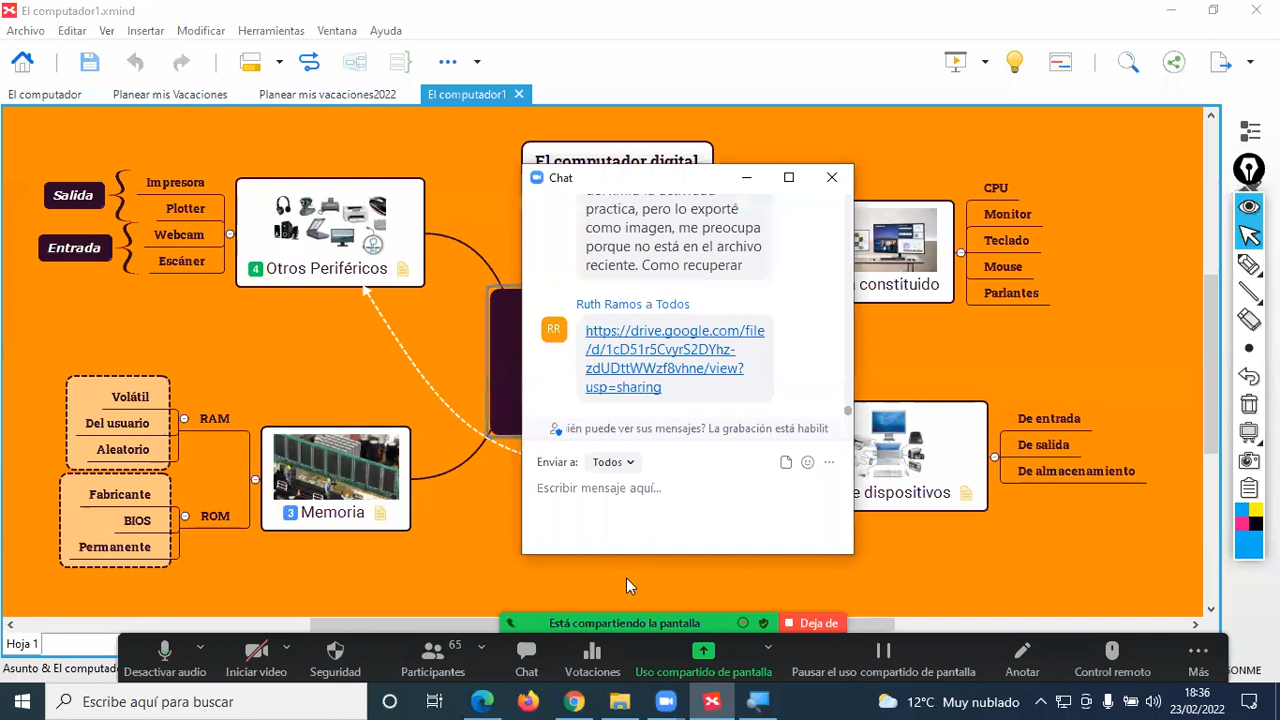 El computador1.xmind
Archivo Editar Ver Insertar Modificar Herramientas Ventana Ayuda
El computador Planear mis Vacaciones Planear mis vacaciones2022 El computador1
El computador digital
Salida
Impresora
Plotter
Entrada
Webcam
Escáner
4 Otros Periféricos
Volátil
Del usuario
Aleatorio
RAM
Fabricante
BIOS
Permanente
ROM
3 Memoria
Chat
practica, pero lo exporté
como imagen, me preocupa
porque no está en el archivo
reciente. Como recuperar
Ruth Ramos a Todos
RR
https://drive.google.com/file
/d/1cD51r5CvyrS2DYhz-
zdUDttWWzf8vhne/view?
usp=sharing
ién puede ver sus mensajes? La grabación está habilit
Enviar a: Todos
Escribir mensaje aquí...
constituido
CPU
Monitor
Teclado
Mouse
Parlantes
e dispositivos
De entrada
De salida
De almacenamiento
Está compartiendo la pantalla
Deja de
Hoja 1
Asunto & El computado
SONME
65
Desactivar audio Iniciar video Seguridad Participantes Chat Votaciones Uso compartido de pantalla Pausar el uso compartido de pantalla Anotar Control remoto Más
Escribe aquí para buscar
12°C Muy nublado
18:36
23/02/2022